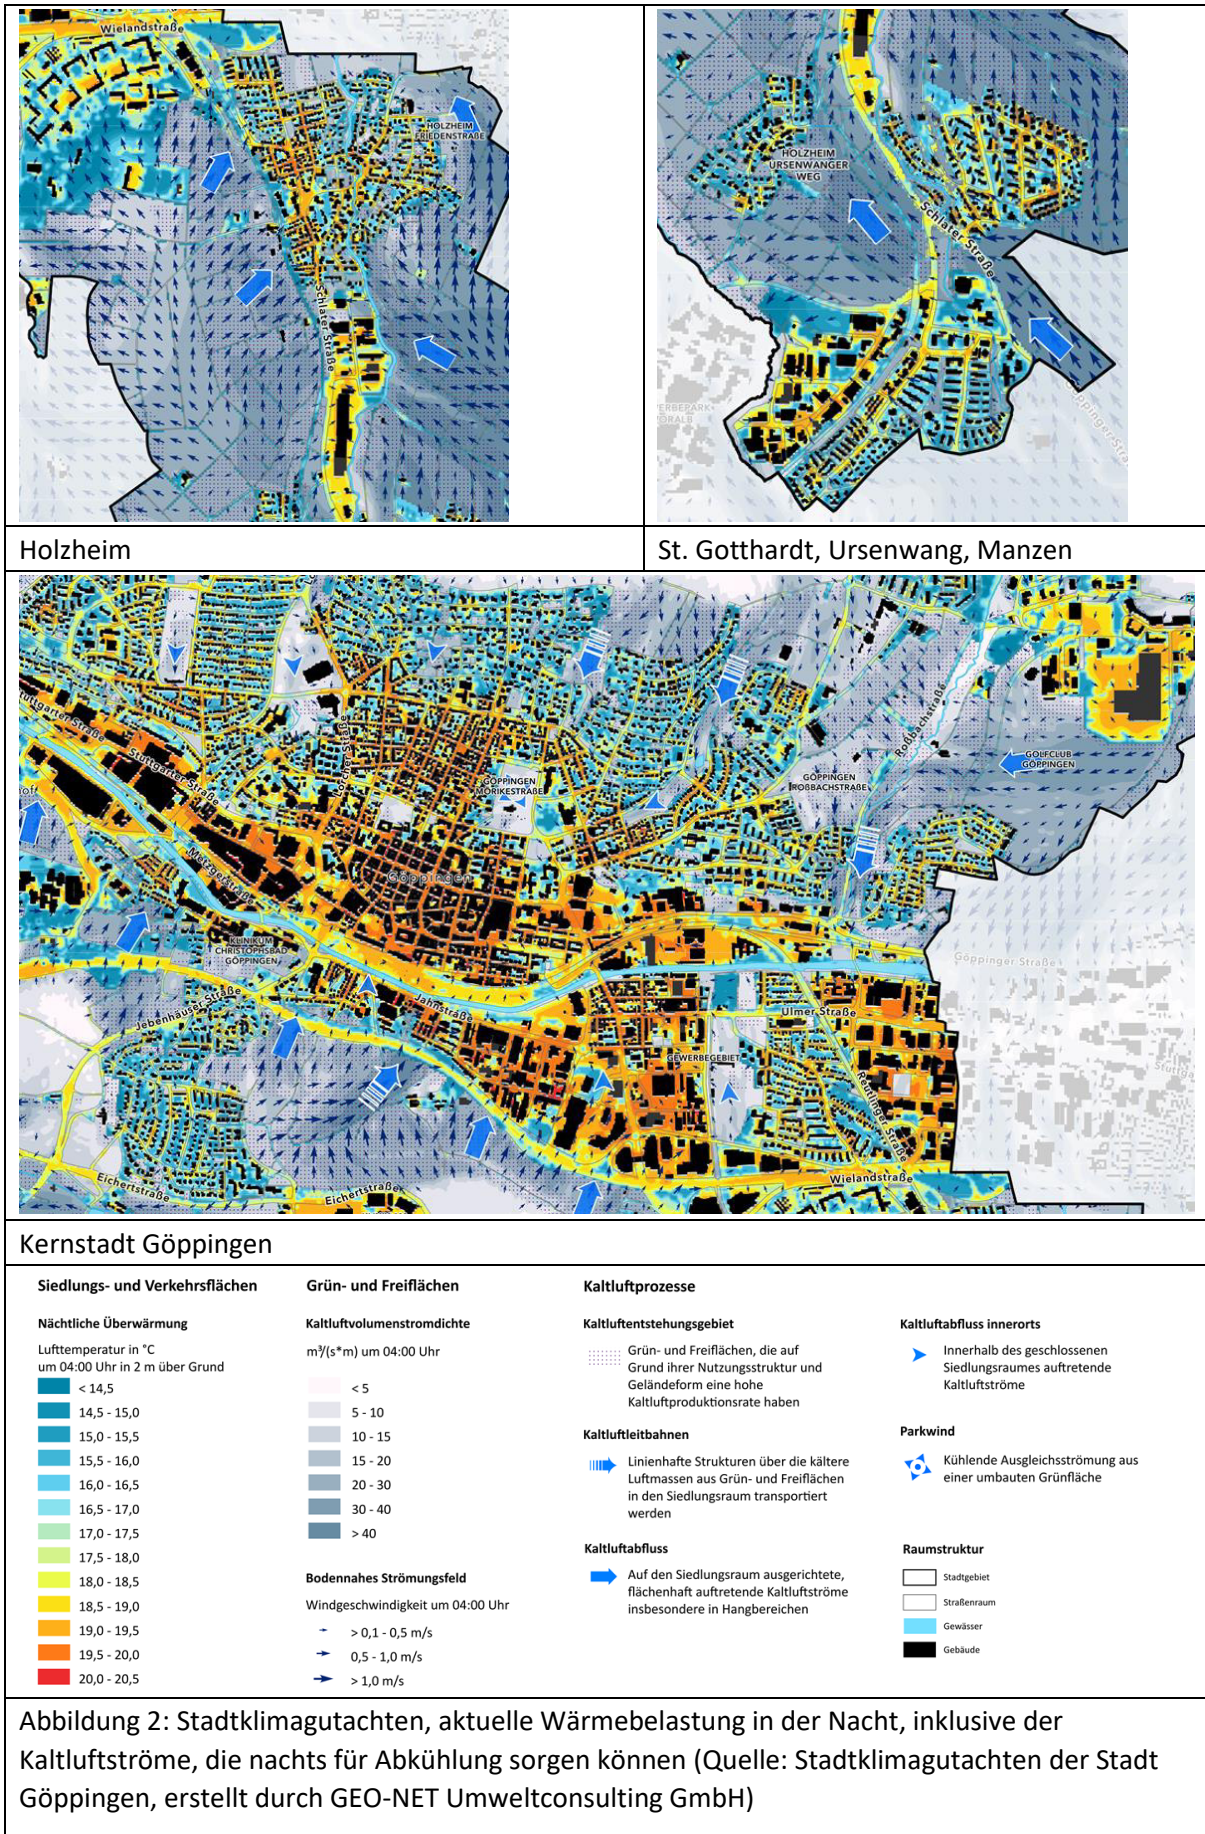 Wielandstraße
HOLZHEIM
FRIEDENSTRAßE
Schlater Straße
HOLZHEIM
URSENWANGER
WEG
Schlater Straße
Holzheim
St. Gotthardt, Ursenwang, Manzen
Stuttgarter Straße
Lorcher Straße
GÖPPINGEN
MÖRIKESTRAßE
GÖPPINGEN
ROßBACHSTRAßE
Roßbachstraße
GOLFCLUB
GÖPPINGEN
Metzgerstraße
Göppingen
KLINIKUM
CHRISTOPHSBAD
GÖPPINGEN
Jebenhäuser Straße
Jahnstraße
Göppinger Straße
Ulmer Straße
GEWERBEGEBIET
Reutlinger Straße
Eichertstraße
Eichertstraße
Wielandstraße
Kernstadt Göppingen
Siedlungs- und Verkehrsflächen
Nächtliche Überwärmung
Lufttemperatur in °C
um 04:00 Uhr in 2 m über Grund
< 14,5
14,5 - 15,0
15,0 - 15,5
15,5 - 16,0
16,0 - 16,5
16,5 - 17,0
17,0 - 17,5
17,5 - 18,0
18,0 - 18,5
18,5 - 19,0
19,0 - 19,5
19,5 - 20,0
20,0 - 20,5
Grün- und Freiflächen
Kaltluftvolumenstromdichte
m³/(s*m) um 04:00 Uhr
< 5
5 - 10
10 - 15
15 - 20
20 - 30
30 - 40
> 40
Bodennahes Strömungsfeld
Windgeschwindigkeit um 04:00 Uhr
> 0,1 - 0,5 m/s
0,5 - 1,0 m/s
> 1,0 m/s
Kaltluftprozesse
Kaltluftentstehungsgebiet
Grün- und Freiflächen, die auf
Grund ihrer Nutzungsstruktur und
Geländeform eine hohe
Kaltluftproduktionsrate haben
Kaltluftleitbahnen
Linienhafte Strukturen über die kältere
Luftmassen aus Grün- und Freiflächen
in den Siedlungsraum transportiert
werden
Kaltluftabfluss
Auf den Siedlungsraum ausgerichtete,
flächenhaft auftretende Kaltluftströme
insbesondere in Hangbereichen
Kaltluftabfluss innerorts
Innerhalb des geschlossenen
Siedlungsraumes auftretende
Kaltluftströme
Parkwind
Kühlende Ausgleichsströmung aus
einer umbauten Grünfläche
Raumstruktur
Stadtgebiet
Straßenraum
Gewässer
Gebäude
Abbildung 2: Stadtklimagutachten, aktuelle Wärmebelastung in der Nacht, inklusive der
Kaltluftströme, die nachts für Abkühlung sorgen können (Quelle: Stadtklimagutachten der Stadt
Göppingen, erstellt durch GEO-NET Umweltconsulting GmbH)